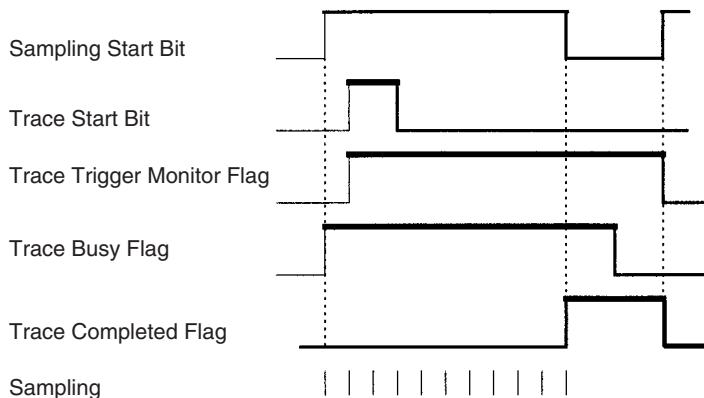 Sampling Start Bit
Trace Start Bit
Trace Trigger Monitor Flag
Trace Busy Flag
Trace Completed Flag
Sampling